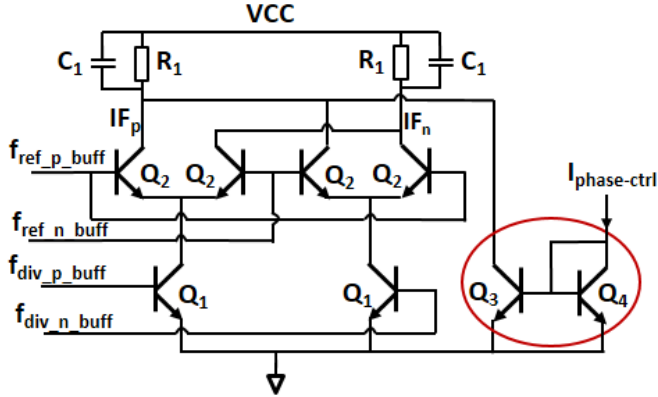 VCC
C1 R1 R1 C1
IFp IFn
fref_p_buff Q2 Q2 Q2 Q2 Iphase-ctrl
fref_n_buff
fdiv_p_buff Q1 Q1 Q3 Q4
fdiv_n_buff